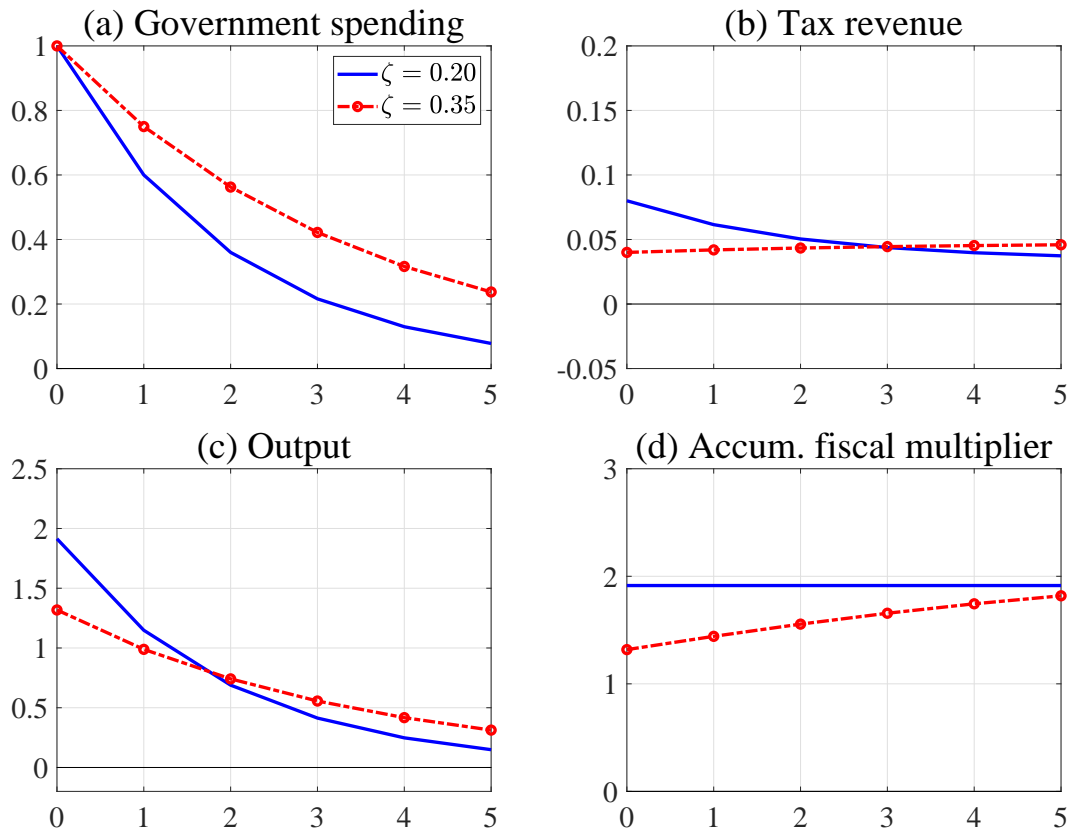 (a) Government spending
1
0.8
0.6
0.4
0.2
0
0 1 2 3 4 5
ζ = 0.20
ζ = 0.35
(b) Tax revenue
0.2
0.15
0.1
0.05
0
-0.05
0 1 2 3 4 5
(c) Output
2.5
2
1.5
1
0.5
0
0 1 2 3 4 5
(d) Accum. fiscal multiplier
3
2
1
0
0 1 2 3 4 5